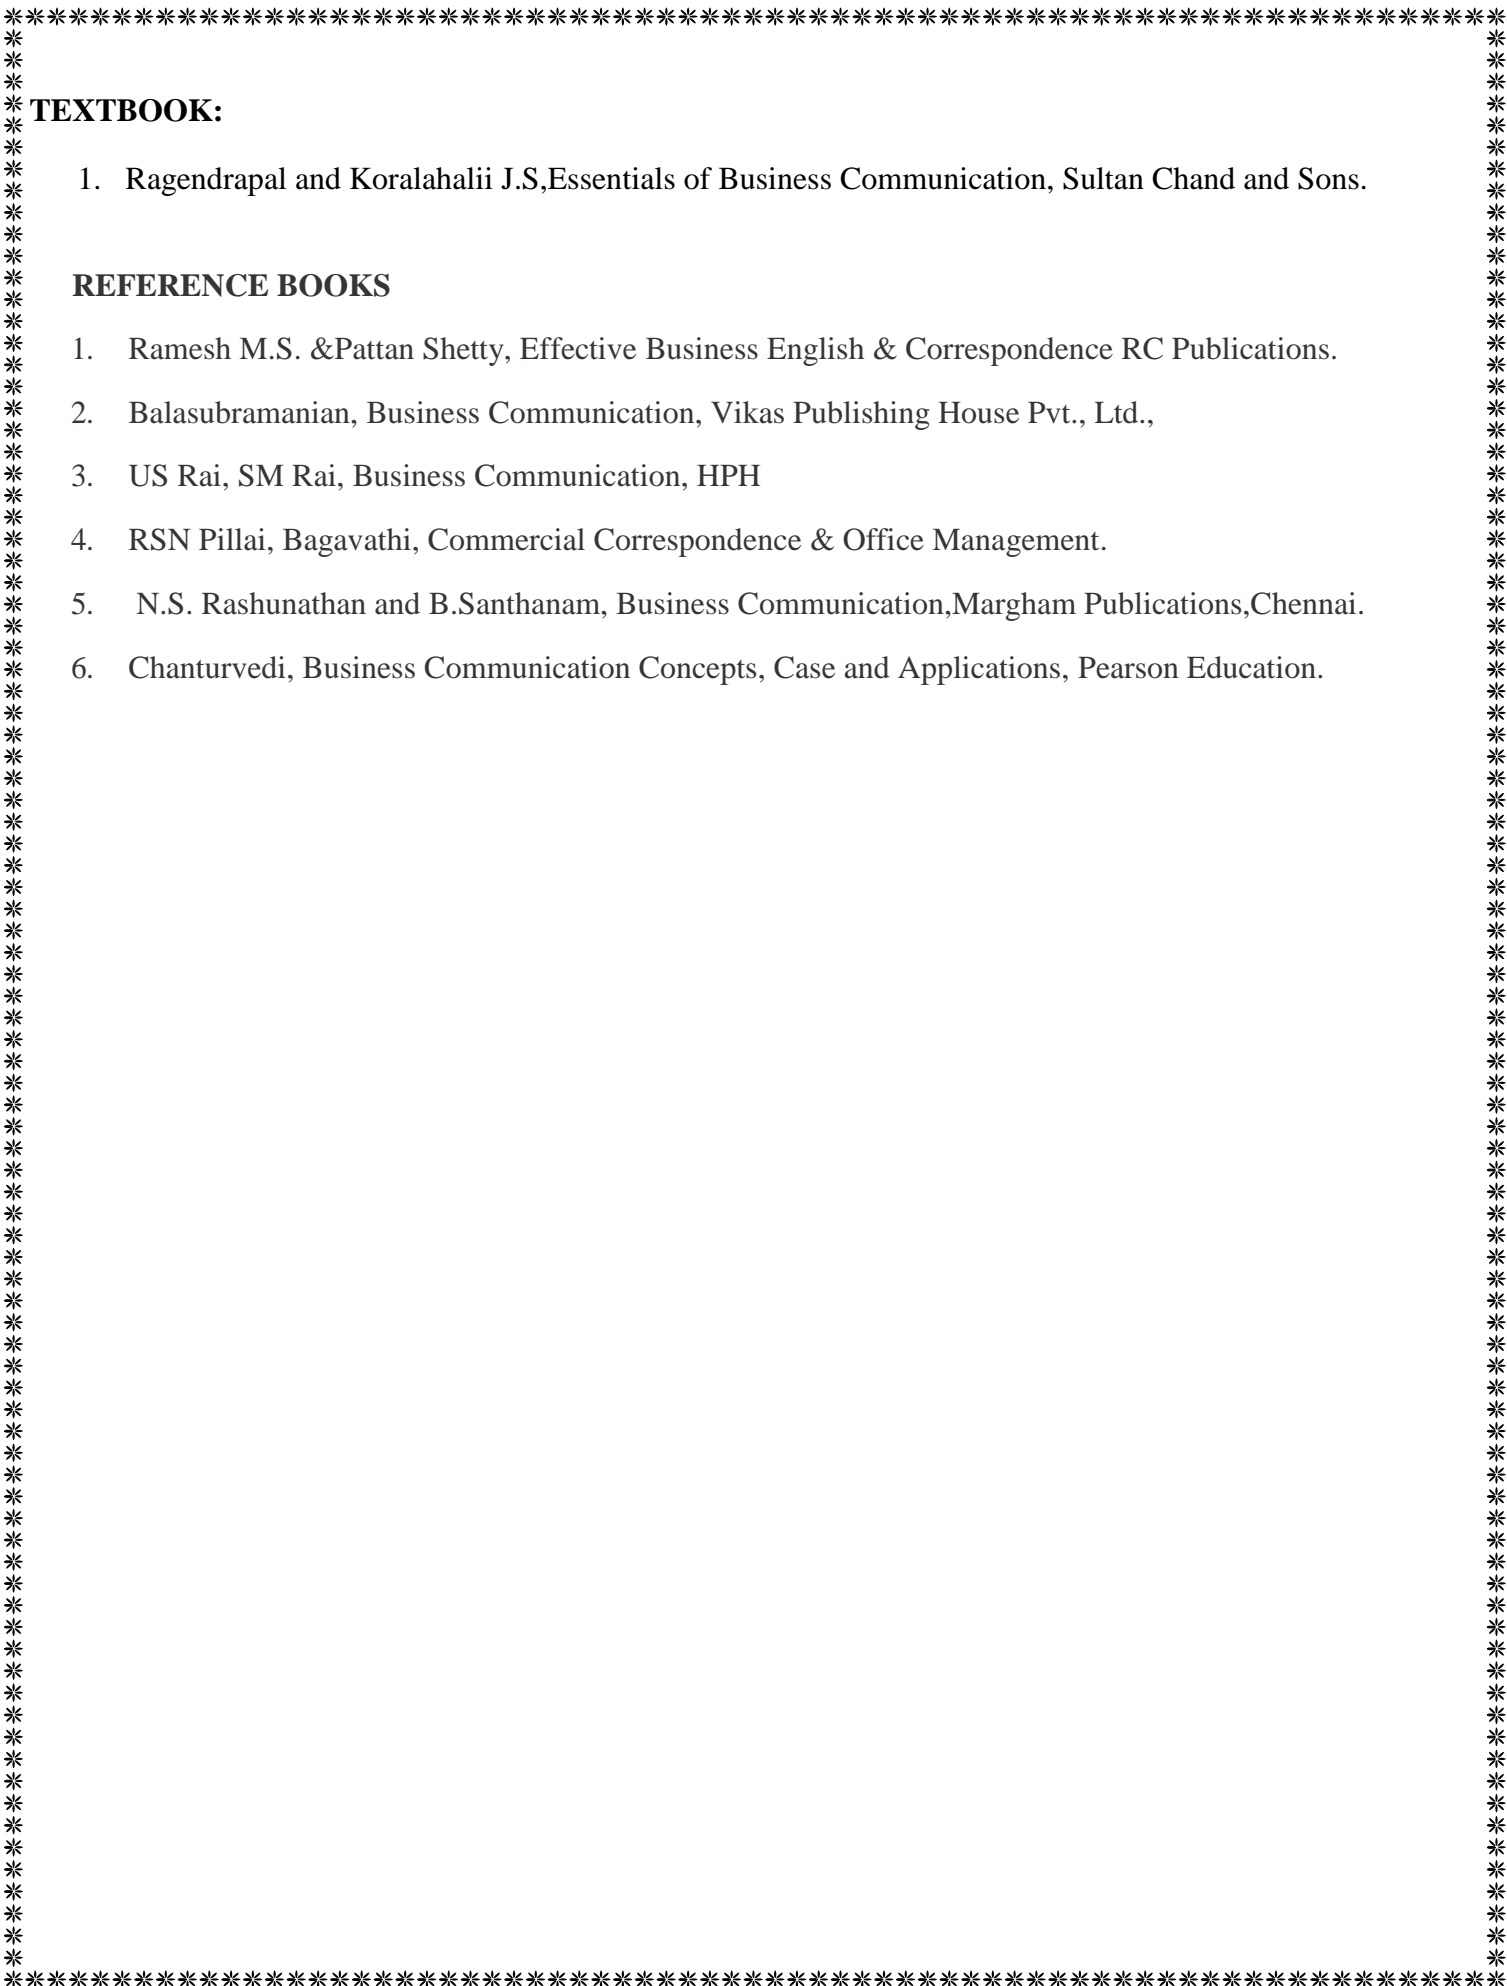 TEXTBOOK:
1. Ragendrapal and Koralahalii J.S,Essentials of Business Communication, Sultan Chand and Sons.
REFERENCE BOOKS
1. Ramesh M.S. &Pattan Shetty, Effective Business English & Correspondence RC Publications.
2. Balasubramanian, Business Communication, Vikas Publishing House Pvt., Ltd.,
3. US Rai, SM Rai, Business Communication, HPH
4. RSN Pillai, Bagavathi, Commercial Correspondence & Office Management.
5. N.S. Rashunathan and B.Santhanam, Business Communication,Margham Publications,Chennai.
6. Chanturvedi, Business Communication Concepts, Case and Applications, Pearson Education.